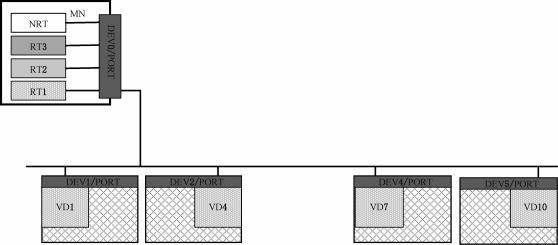 MN
NRT
RT3
RT2
RT1
DEV0/PORT
DEV1/PORT
DEV2/PORT
DEV4/PORT
DEV5/PORT
VD1
VD4
VD7
VD10